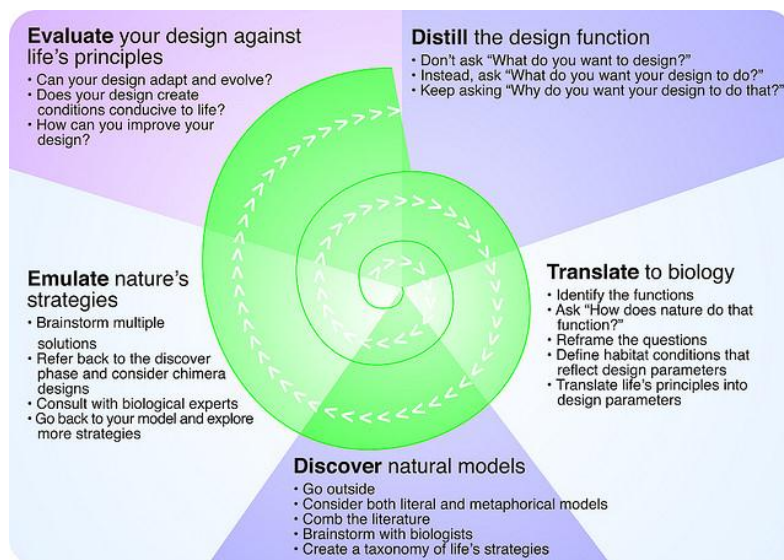 Distill the design function
• Don't ask "What do you want to design?"
• Instead, ask "What do you want your design to do?"
• Keep asking "Why do you want your design to do that?"
Translate to biology
• Identify the functions
• Ask "How does nature do that
function?"
• Reframe the questions
• Define habitat conditions that
reflect design parameters
• Translate life's principles into
design parameters
Discover natural models
• Go outside
• Consider both literal and metaphorical models
• Comb the literature
• Brainstorm with biologists
• Create a taxonomy of life's strategies
Emulate nature's
strategies
• Brainstorm multiple
solutions
• Refer back to the discover
phase and consider chimera
designs
• Consult with biological experts
• Go back to your model and explore
more strategies
Evaluate your design against
life's principles
• Can your design adapt and evolve?
• Does your design create
conditions conducive to life?
• How can you improve your
design?